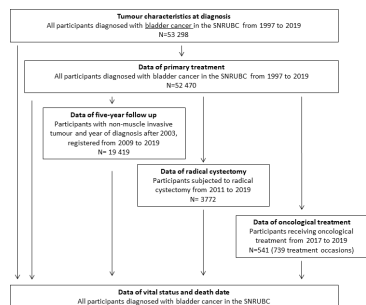 Tumour characteristics at diagnosis
All participants diagnosed with bladder cancer in the SNRUBC from 1997 to 2019
N=53 298
Data of primary treatment
All participants diagnosed with bladder cancer in the SNRUBC from 1997 to 2019
N=52 470
Data of five-year follow up
Participants with non-muscle invasive
tumour and year of diagnosis after 2003,
registered from 2009 to 2019
N= 19 419
Data of radical cystectomy
Participants subjected to radical
cystectomy from 2011 to 2019
N= 3772
Data of oncological treatment
Participants receiving oncological
treatment from 2017 to 2019
N=541 (739 treatment occasions)
Data of vital status and death date
All participants diagnosed with bladder cancer in the SNRUBC